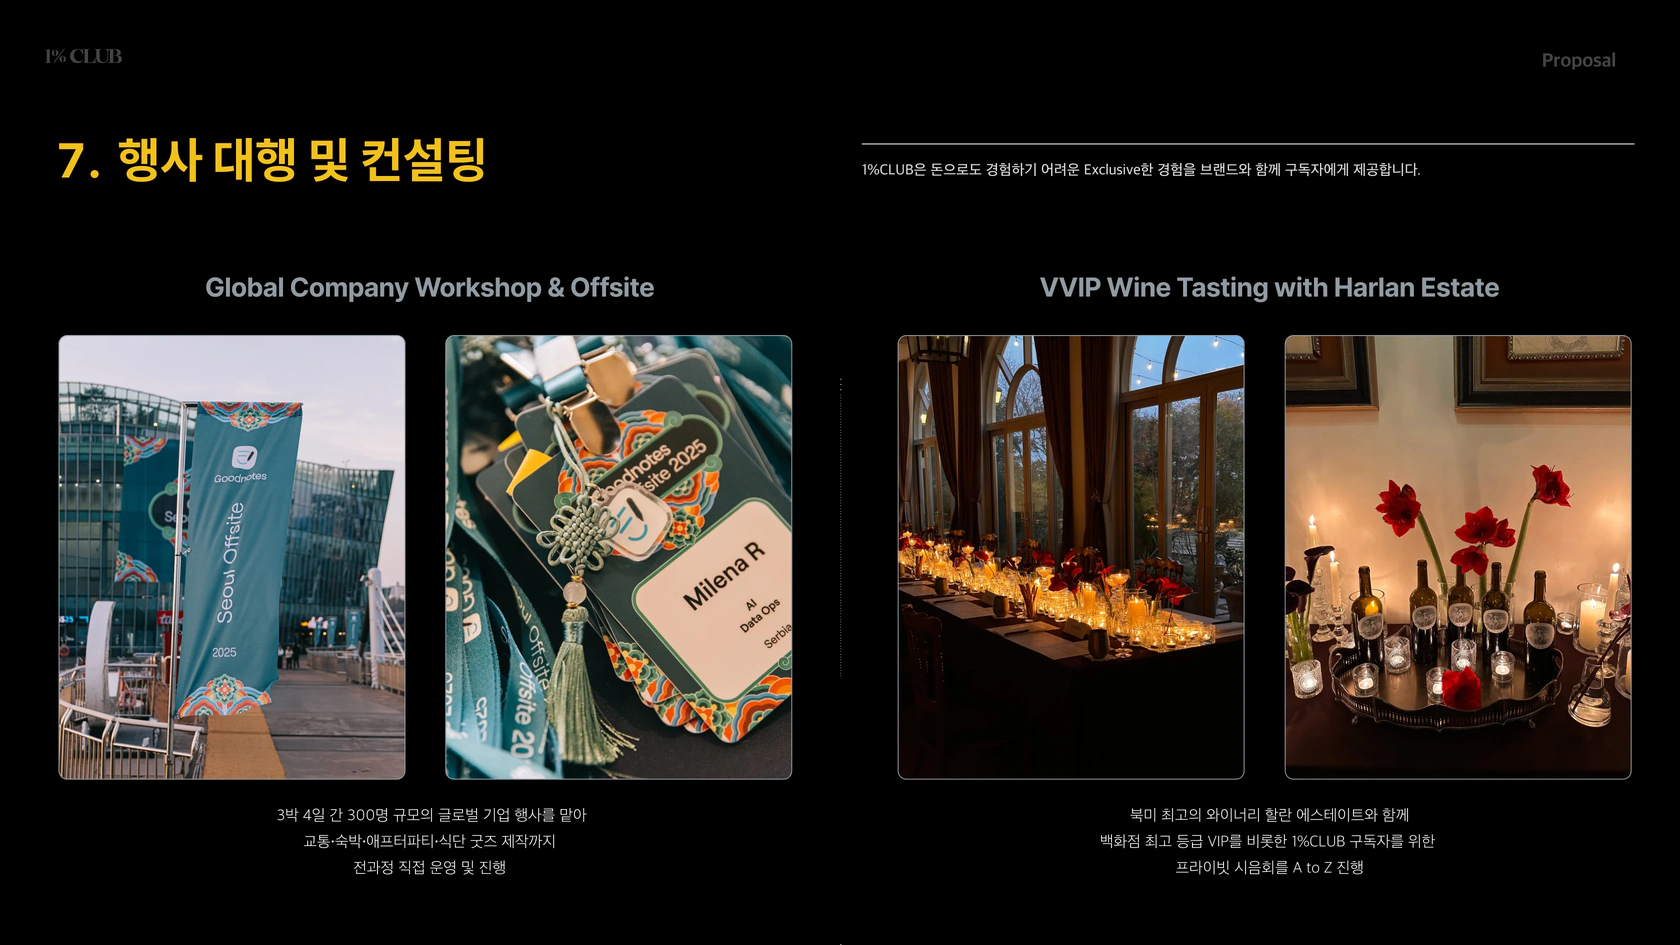 1% CLUB
Proposal
7. 행사 대행 및 컨설팅
1%CLUB은 돈으로도 경험하기 어려운 Exclusive한 경험을 브랜드와 함께 구독자에게 제공합니다.
Global Company Workshop & Offsite
Goodnotes
Seoul Offsite
2025
Goodnotes
Offsite 2025
Milena R
AI
Data Ops
Serbia
3박 4일 간 300명 규모의 글로벌 기업 행사를 맡아
교통·숙박·애프터파티·식단 굿즈 제작까지
전과정 직접 운영 및 진행
VVIP Wine Tasting with Harlan Estate
북미 최고의 와이너리 할란 에스테이트와 함께
백화점 최고 등급 VIP를 비롯한 1%CLUB 구독자를 위한
프라이빗 시음회를 A to Z 진행